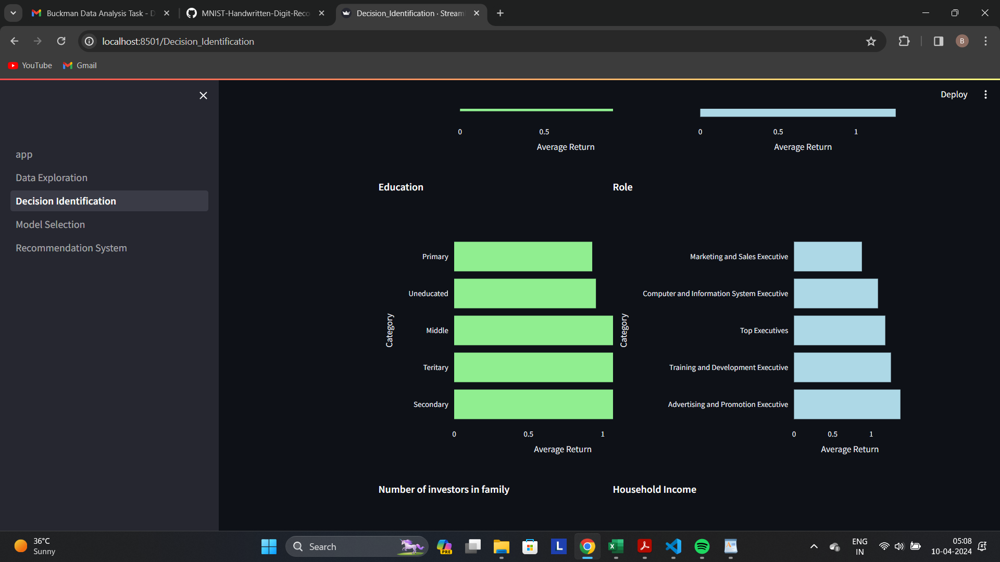 Buckman Data Analysis Task - D
MNIST-Handwritten-Digit-Reco
Decision_Identification · Stream
localhost:8501/Decision_Identification
B
YouTube
Gmail
Deploy
app
Data Exploration
Decision Identification
Model Selection
Recommendation System
0 0.5
Average Return
0 0.5 1
Average Return
Education
Category
Primary
Uneducated
Middle
Teritary
Secondary
0 0.5 1
Average Return
Role
Category
Marketing and Sales Executive
Computer and Information System Executive
Top Executives
Training and Development Executive
Advertising and Promotion Executive
0 0.5 1
Average Return
Number of investors in family
Household Income
36°C
Sunny
Search
PRE
L
ENG
IN
05:08
10-04-2024